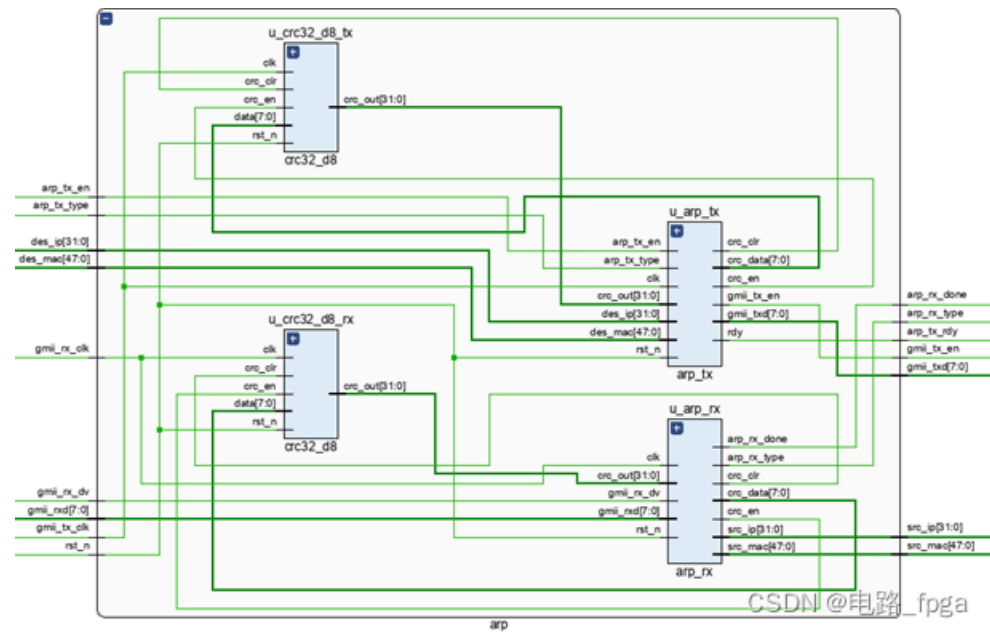 u_crc32_d8_tx
clk
crc_clr
crc_en
data[7:0]
rst_n
crc_out[31:0]
crc32_d8
arp_tx_en
arp_tx_type
des_ip[31:0]
des_mac[47:0]
u_arp_tx
arp_tx_en
arp_tx_type
clk
crc_out[31:0]
des_ip[31:0]
des_mac[47:0]
rst_n
crc_clr
crc_data[7:0]
crc_en
gmii_tx_en
gmii_txd[7:0]
rdy
arp_tx
arp_rx_done
arp_rx_type
arp_tx_rdy
gmii_tx_en
gmii_txd[7:0]
u_crc32_d8_rx
gmii_rx_clk
clk
crc_clr
crc_en
data[7:0]
rst_n
crc_out[31:0]
crc32_d8
u_arp_rx
clk
crc_out[31:0]
gmii_rx_dv
gmii_rxd[7:0]
rst_n
arp_rx_done
arp_rx_type
crc_clr
crc_data[7:0]
crc_en
src_ip[31:0]
src_mac[47:0]
arp_rx
gmii_rx_dv
gmii_rxd[7:0]
gmii_tx_clk
rst_n
src_ip[31:0]
src_mac[47:0]
CSDN @电路_fpga
arp